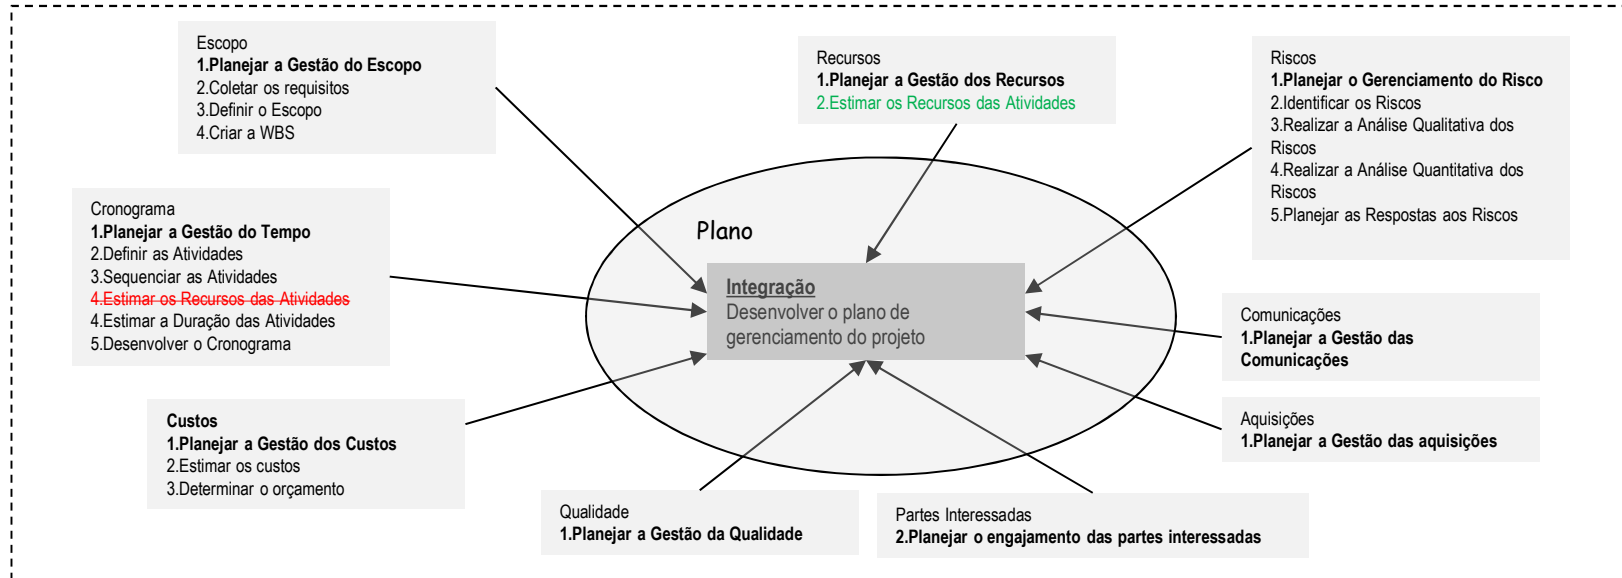 Escopo
1.Planejar a Gestão do Escopo
2.Coletar os requisitos
3.Definir o Escopo
4.Criar a WBS
Recursos
1.Planejar a Gestão dos Recursos
2.Estimar os Recursos das Atividades
Riscos
1.Planejar o Gerenciamento do Risco
2.Identificar os Riscos
3.Realizar a Análise Qualitativa dos
Riscos
4.Realizar a Análise Quantitativa dos
Riscos
5.Planejar as Respostas aos Riscos
Cronograma
1.Planejar a Gestão do Tempo
2.Definir as Atividades
3.Sequenciar as Atividades
4.Estimar os Recursos das Atividades
4.Estimar a Duração das Atividades
5.Desenvolver o Cronograma
Plano
Integração
Desenvolver o plano de
gerenciamento do projeto
Comunicações
1.Planejar a Gestão das
Comunicações
Aquisições
1.Planejar a Gestão das aquisições
Custos
1.Planejar a Gestão dos Custos
2.Estimar os custos
3.Determinar o orçamento
Qualidade
1.Planejar a Gestão da Qualidade
Partes Interessadas
2.Planejar o engajamento das partes interessadas